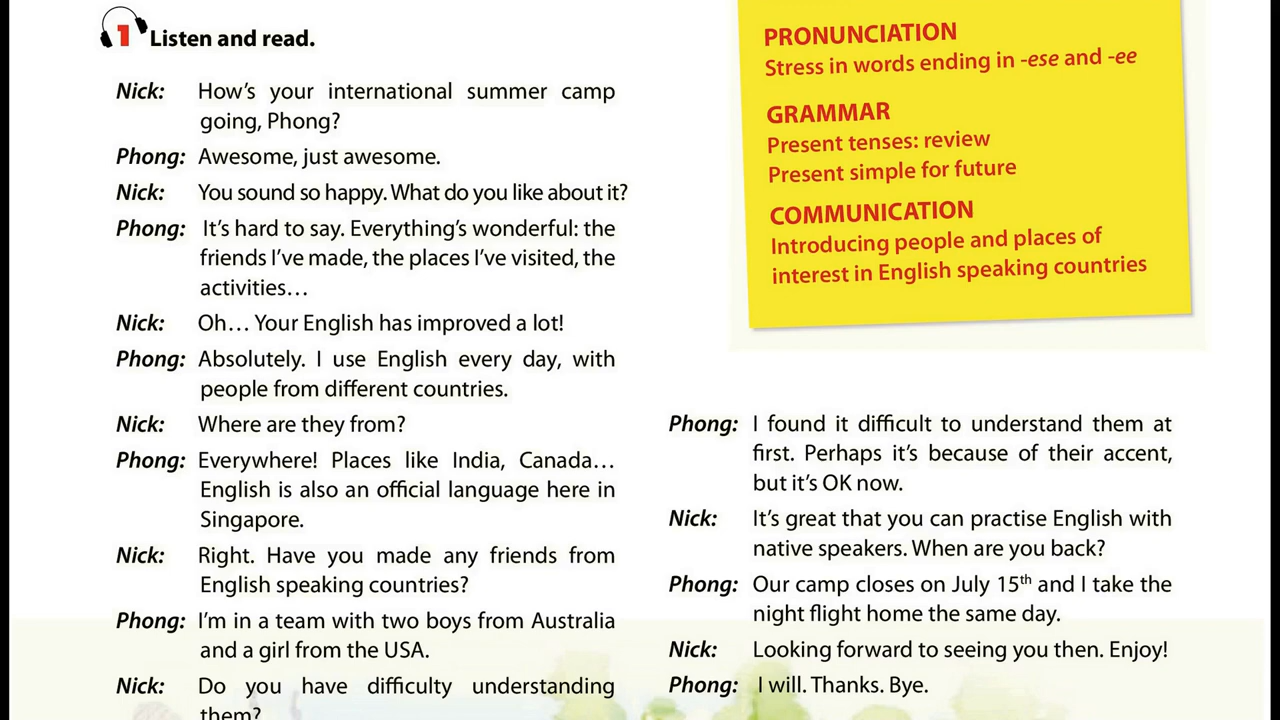 1 Listen and read.
Nick: How's your international summer camp
going, Phong?
Phong: Awesome, just awesome.
Nick: You sound so happy. What do you like about it?
Phong: It's hard to say. Everything's wonderful: the
friends I've made, the places I've visited, the
activities…
Nick: Oh… Your English has improved a lot!
Phong: Absolutely. I use English every day, with
people from different countries.
Nick: Where are they from?
Phong: Everywhere! Places like India, Canada…
English is also an official language here in
Singapore.
Nick: Right. Have you made any friends from
English speaking countries?
Phong: I'm in a team with two boys from Australia
and a girl from the USA.
Nick: Do you have difficulty understanding
them?
PRONUNCIATION
Stress in words ending in -ese and -ee
GRAMMAR
Present tenses: review
Present simple for future
COMMUNICATION
Introducing people and places of
interest in English speaking countries
Phong: I found it difficult to understand them at
first. Perhaps it's because of their accent,
but it's OK now.
Nick: It's great that you can practise English with
native speakers. When are you back?
Phong: Our camp closes on July 15th and I take the
night flight home the same day.
Nick: Looking forward to seeing you then. Enjoy!
Phong: I will. Thanks. Bye.